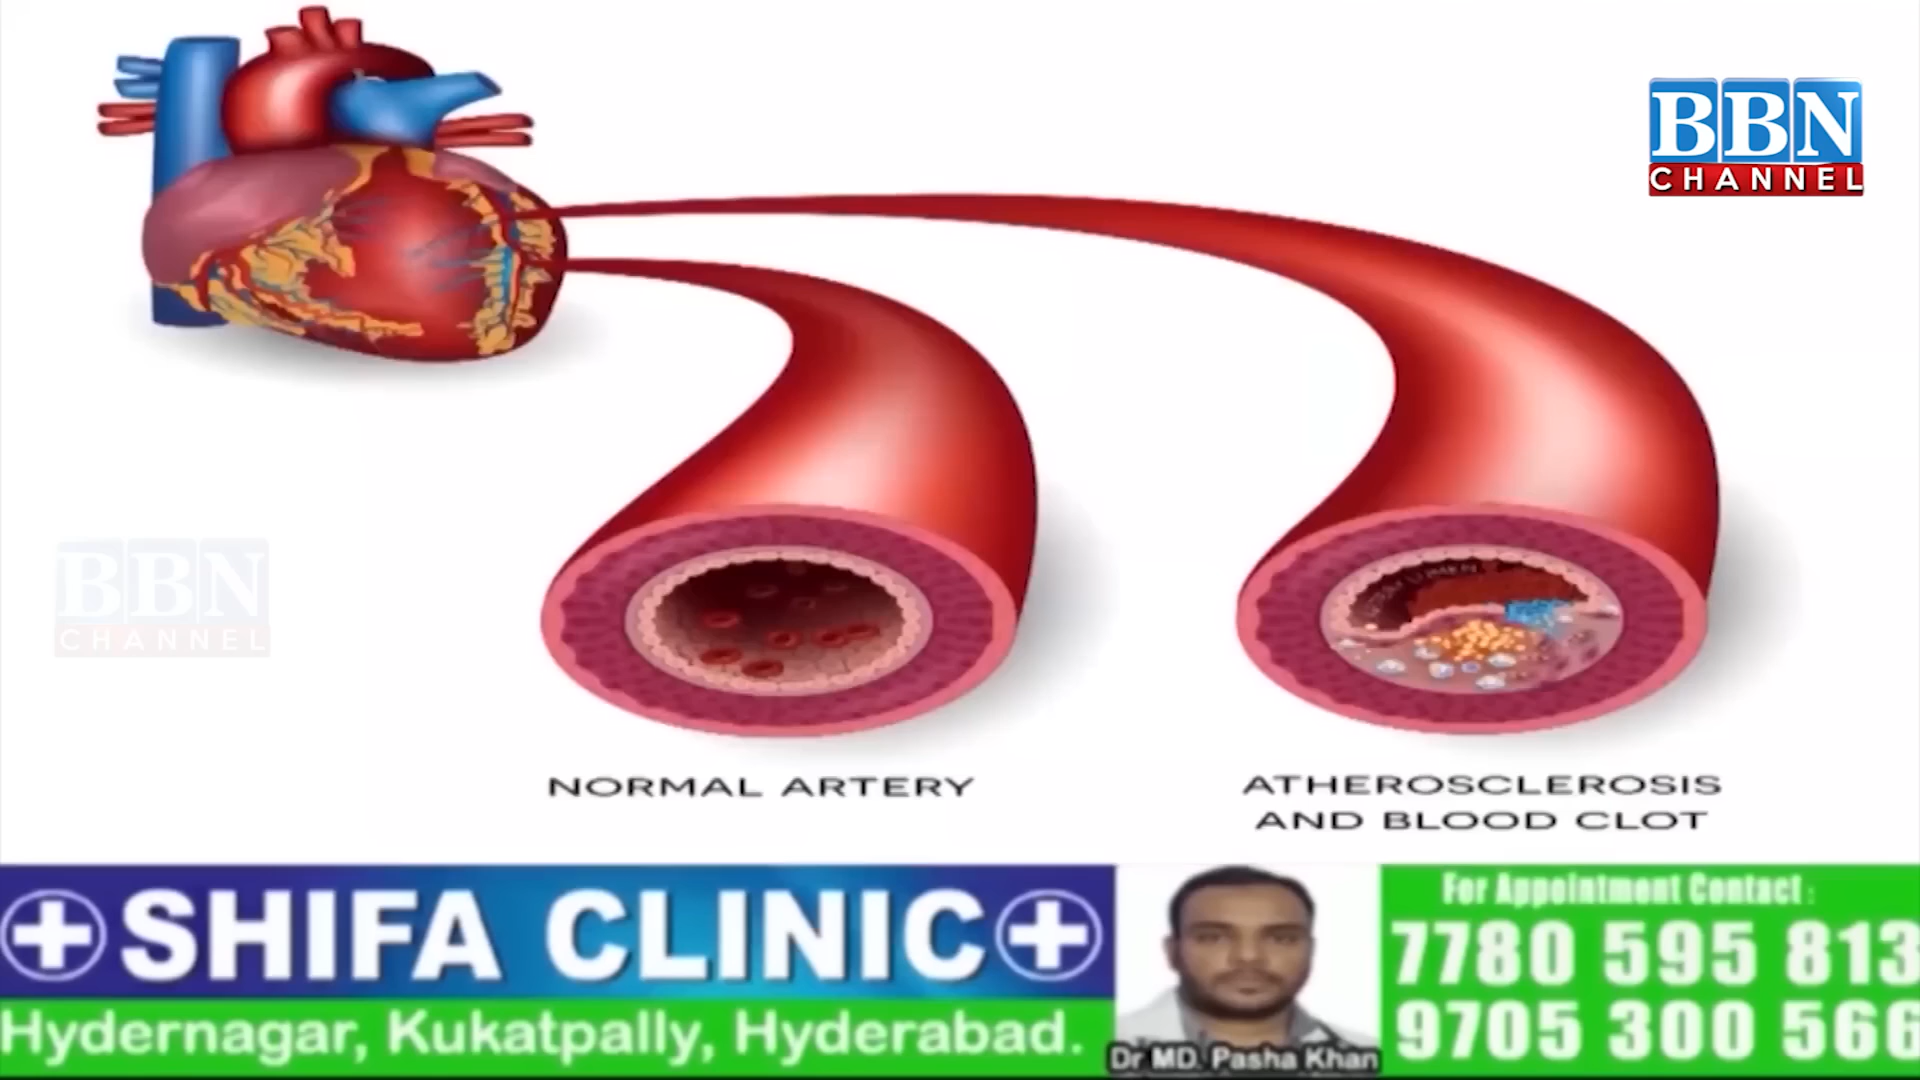 BBN
CHANNEL
BBN
CHANNEL
NORMAL ARTERY
ATHEROSCLEROSIS
AND BLOOD CLOT
SHIFA CLINIC
Hydernagar, Kukatpally, Hyderabad.
Dr MD. Pasha Khan
For Appointment Contact :
7780 595 813
9705 300 566